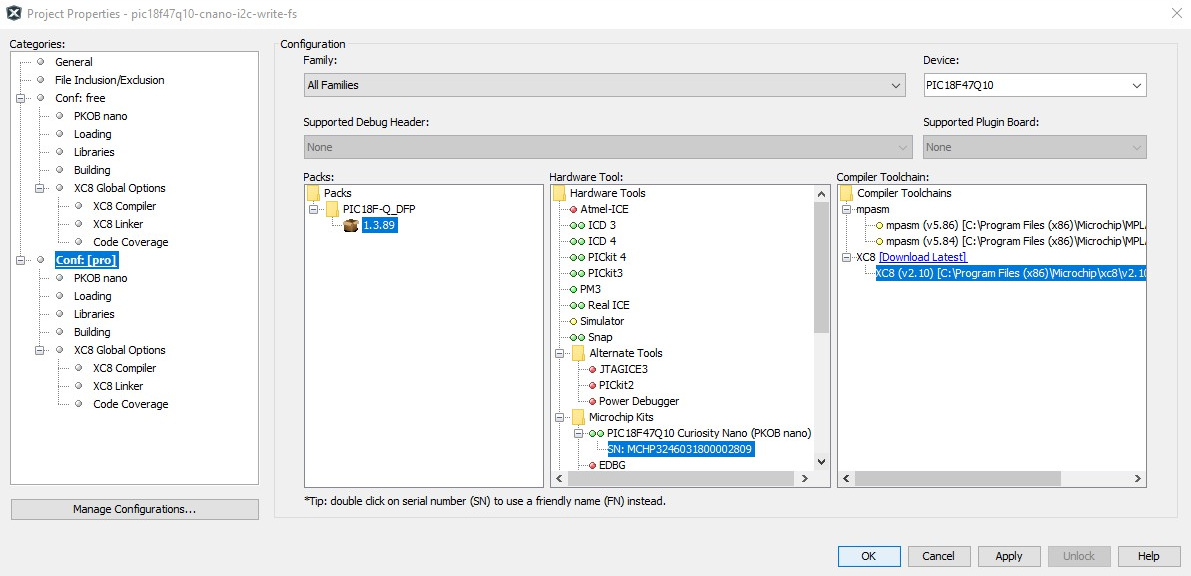 Project Properties - pic18f47q10-cnano-i2c-write-fs
Categories:
General
File Inclusion/Exclusion
Conf: free
PKOB nano
Loading
Libraries
Building
XC8 Global Options
XC8 Compiler
XC8 Linker
Code Coverage
Conf: [pro]
PKOB nano
Loading
Libraries
Building
XC8 Global Options
XC8 Compiler
XC8 Linker
Code Coverage
Manage Configurations...
Configuration
Family:
All Families
Device:
PIC18F47Q10
Supported Debug Header:
None
Supported Plugin Board:
None
Packs:
Packs
PIC18F-Q_DFP
1.3.89
Hardware Tool:
Hardware Tools
Atmel-ICE
ICD 3
ICD 4
PICkit 4
PICkit3
PM3
Real ICE
Simulator
Snap
Alternate Tools
JTAGICE3
PICkit2
Power Debugger
Microchip Kits
PIC18F47Q10 Curiosity Nano (PKOB nano)
SN: MCHP3246031800002809
EDBG
Compiler Toolchain:
Compiler Toolchains
mpasm
mpasm (v5.86) [C:\Program Files (x86)\Microchip\MPL
mpasm (v5.84) [C:\Program Files (x86)\Microchip\MPL
XC8 [Download Latest]
XC8 (v2.10) [C:\Program Files (x86)\Microchip\xc8\v2.10
*Tip: double click on serial number (SN) to use a friendly name (FN) instead.
OK
Cancel
Apply
Unlock
Help